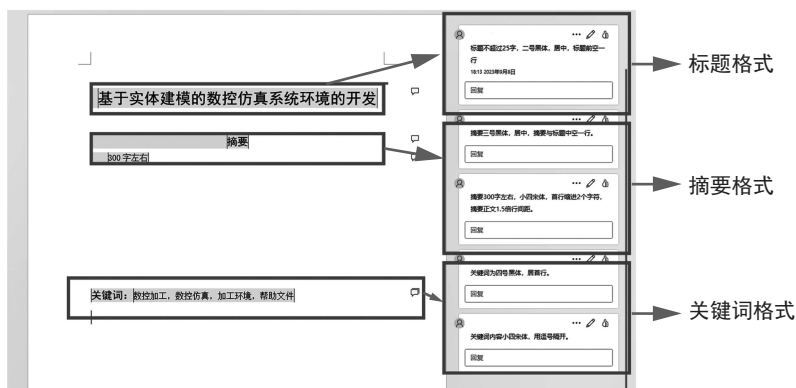 标题不超过25字，二号黑体，居中，标题前空一
行
18:13 2023年9月8日
回复
标题格式
基于实体建模的数控仿真系统环境的开发
摘要三号黑体，居中，摘要与标题中空一行。
回复
摘要
300 字左右
摘要格式
摘要300字左右，小四宋体，首行缩进2个字符，
摘要正文1.5倍行间距。
回复
关键词为四号黑体，居首行。
回复
关键词：数控加工，数控仿真，加工环境，帮助文件
关键词格式
关键词内容小四宋体，用逗号隔开。
回复